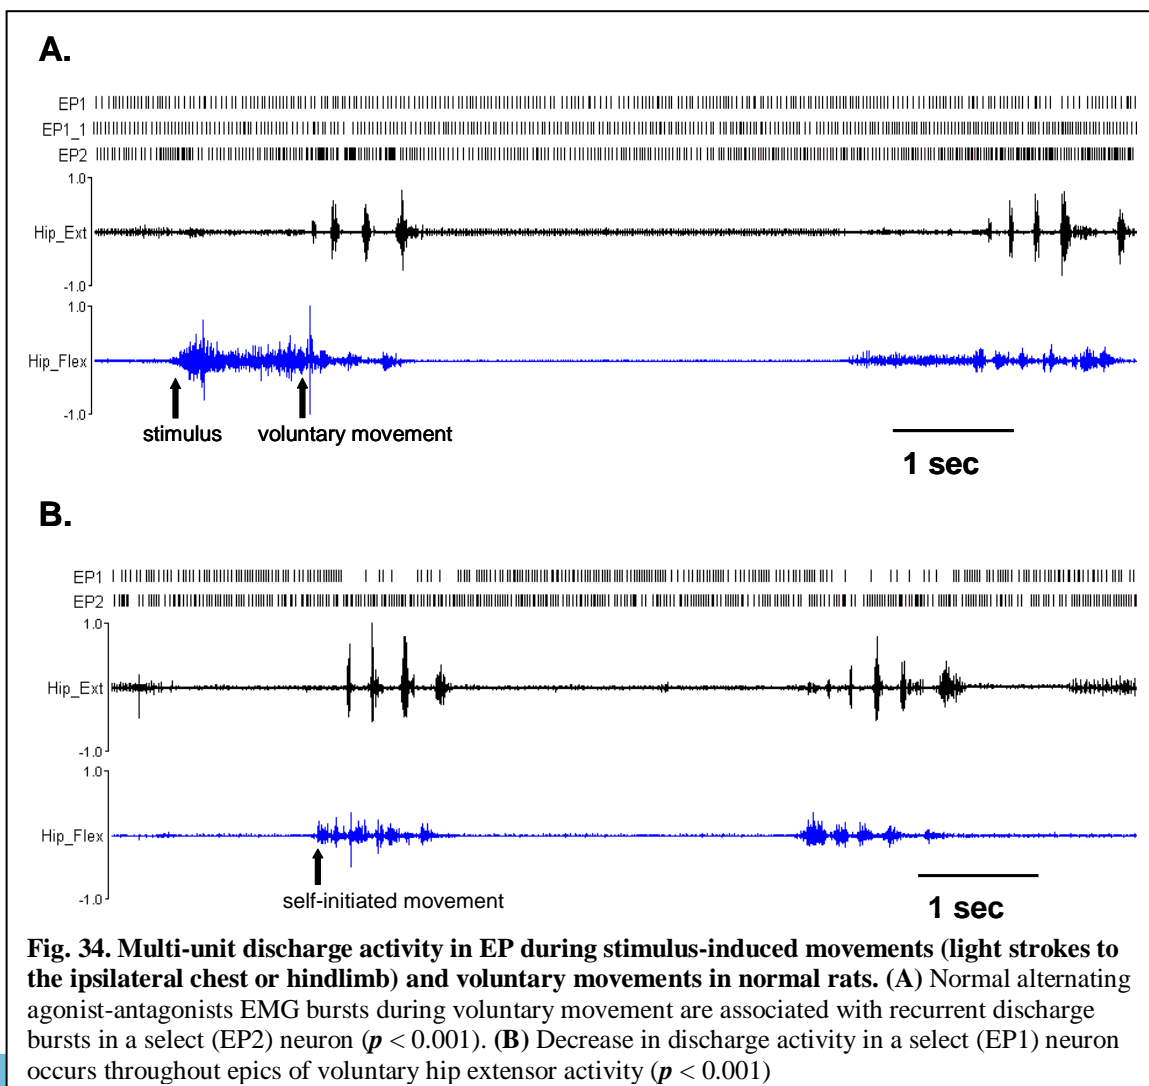 A.
EP1
EP1_1
EP2
1.0
Hip_Ext
-1.0
1.0
Hip_Flex
-1.0
stimulus
voluntary movement
1 sec
B.
EP1
EP2
1.0
Hip_Ext
-1.0
1.0
Hip_Flex
-1.0
self-initiated movement
1 sec
Fig. 34. Multi-unit discharge activity in EP during stimulus-induced movements (light strokes to
the ipsilateral chest or hindlimb) and voluntary movements in normal rats. (A) Normal alternating
agonist-antagonists EMG bursts during voluntary movement are associated with recurrent discharge
bursts in a select (EP2) neuron (p < 0.001). (B) Decrease in discharge activity in a select (EP1) neuron
occurs throughout epics of voluntary hip extensor activity (p < 0.001)